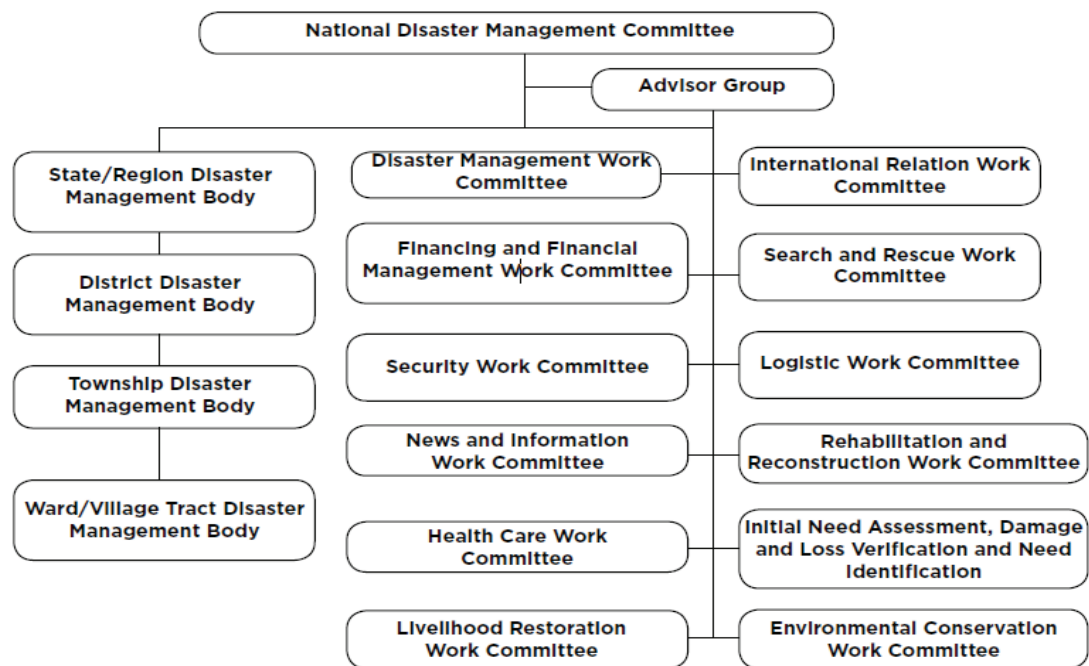 National Disaster Management Committee
Advisor Group
State/Region Disaster
Management Body
District Disaster
Management Body
Township Disaster
Management Body
Ward/Village Tract Disaster
Management Body
Disaster Management Work
Committee
International Relation Work
Committee
Financing and Financial
Management Work Committee
Search and Rescue Work
Committee
Security Work Committee
Logistic Work Committee
News and Information
Work Committee
Rehabilitation and
Reconstruction Work Committee
Health Care Work
Committee
Initial Need Assessment, Damage
and Loss Verification and Need
Identification
Livelihood Restoration
Work Committee
Environmental Conservation
Work Committee